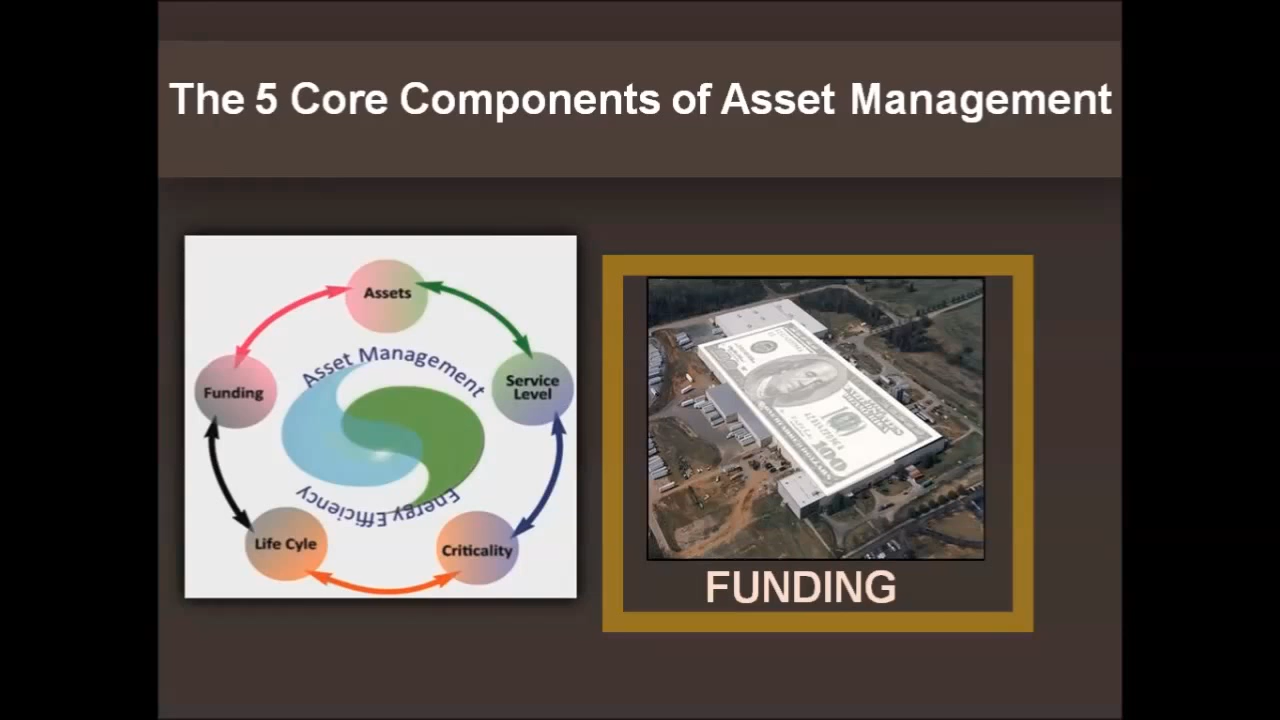 The 5 Core Components of Asset Management
Assets
Asset Management
Funding
Service
Level
Energy Efficiency
Life Cyle
Criticality
100
FUNDING